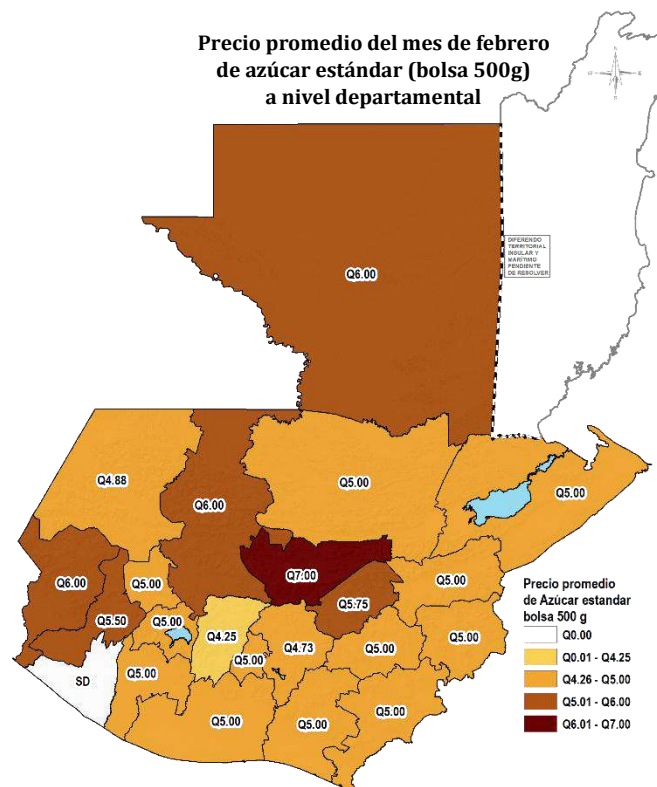 Precio promedio del mes de febrero
de azúcar estándar (bolsa 500g)
a nivel departamental
N
DIFERENDO
TERRITORIAL
INSULAR Y
MARÍTIMO
PENDIENTE
DE RESOLVER
Q6.00
Q4.88
Q6.00
Q5.00
Q5.00
Q6.00
Q5.00
Q7.00
Q5.00
Q5.50
Q5.00
Q5.75
Q4.25
Q4.73
Q5.00
Q5.00
Q5.00
SD
Q5.00
Q5.00
Q5.00
Q5.00
Precio promedio
de Azúcar estandar
bolsa 500 g
Q0.00
Q0.01 - Q4.25
Q4.26 - Q5.00
Q5.01 - Q6.00
Q6.01 - Q7.00